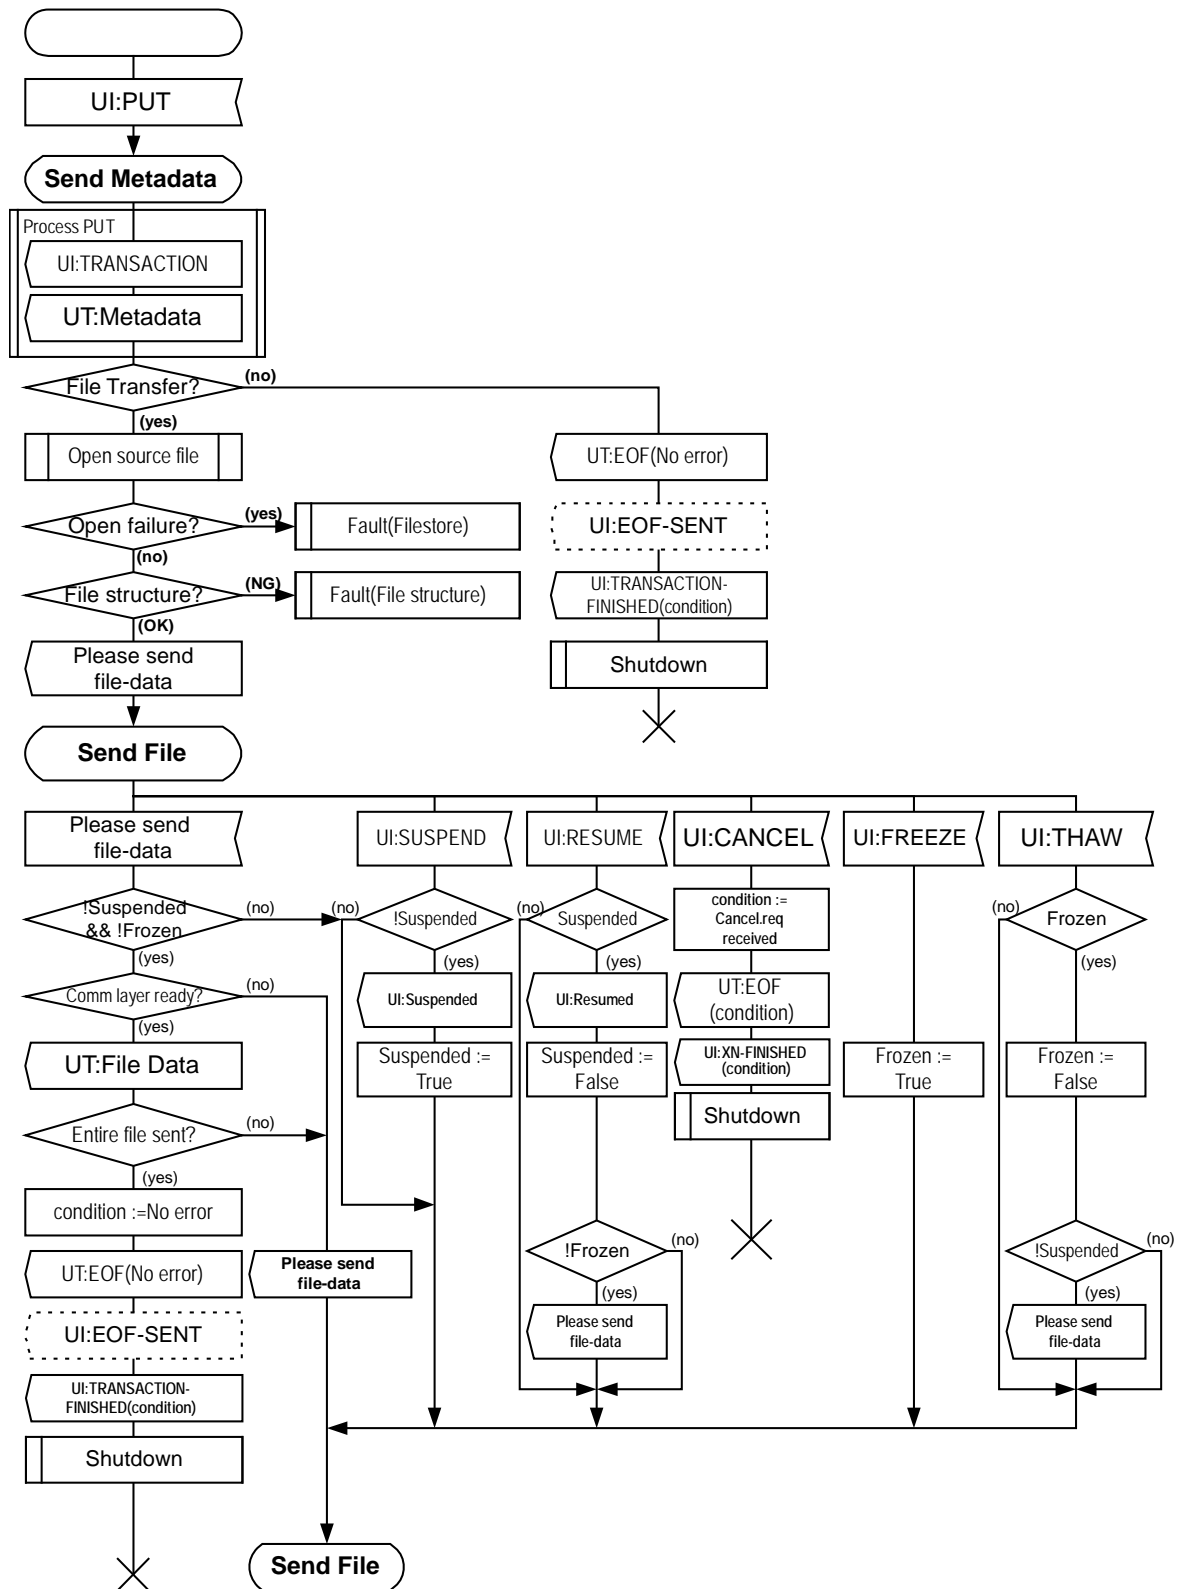 UI:PUT
Send Metadata
Process PUT
UI:TRANSACTION
UT:Metadata
File Transfer?
(no)
(yes)
Open source file
UT:EOF(No error)
Open failure?
(yes)
Fault(Filestore)
UI:EOF-SENT
(no)
File structure?
(NG)
Fault(File structure)
UI:TRANSACTION-
FINISHED(condition)
(OK)
Please send
file-data
Shutdown
Send File
Please send
file-data
UI:SUSPEND
UI:RESUME
UI:CANCEL
UI:FREEZE
UI:THAW
!Suspended
&& !Frozen
(no)
(yes)
(no)
!Suspended
(yes)
(no)
Suspended
(yes)
condition :=
Cancel.req
received
(no)
Frozen
(yes)
Comm layer ready?
(no)
(yes)
UI:Suspended
UI:Resumed
UT:EOF
(condition)
UT:File Data
Suspended :=
True
Suspended :=
False
UI:XN-FINISHED
(condition)
Frozen :=
True
Frozen :=
False
Shutdown
Entire file sent?
(no)
(yes)
condition :=No error
UT:EOF(No error)
Please send
file-data
!Frozen
(no)
(yes)
!Suspended
(no)
(yes)
UI:EOF-SENT
Please send
file-data
Please send
file-data
UI:TRANSACTION-
FINISHED(condition)
Shutdown
Send File